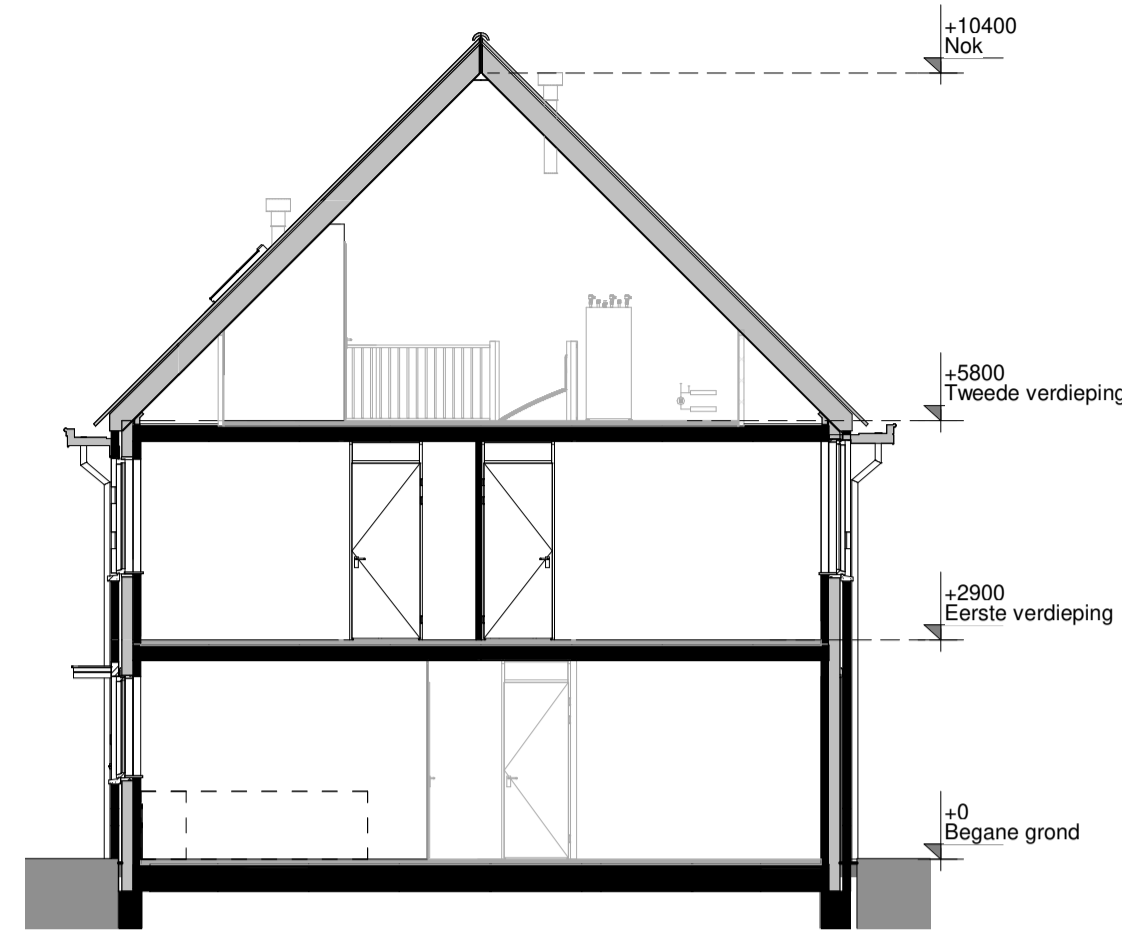 +10400
Nok
+5800
Tweede verdieping
+2900
Eerste verdieping
+0
Begane grond